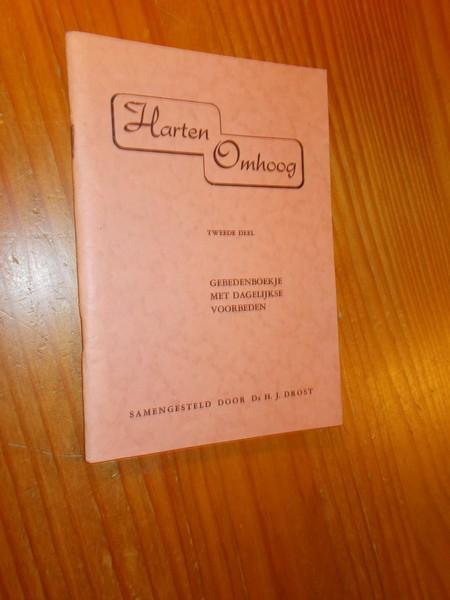 Harten
Omhoog
TWEEDE DEEL
GEBEDENBOEKJE
MET DAGELIJKSE
VOORBEDEN
SAMENGESTELD DOOR Ds H. J. DROST